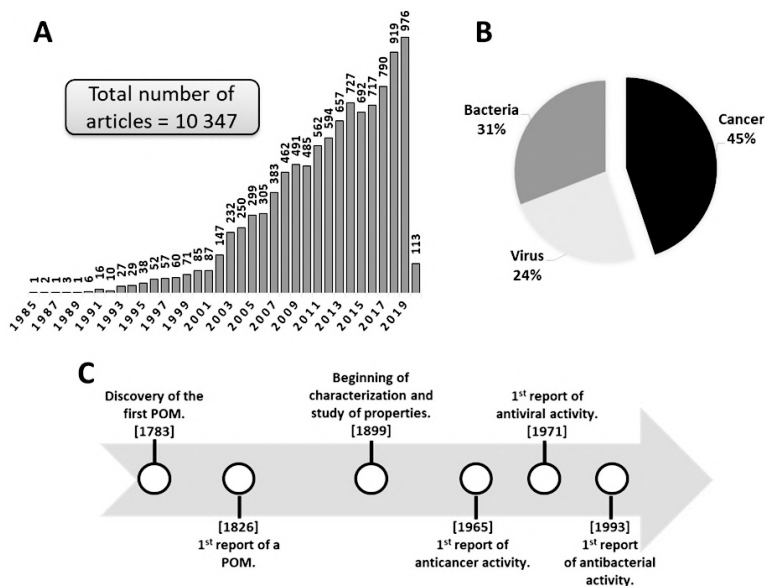 A
Total number of
articles = 10 347
1
2
1
3
1
6
16
10
27
29
38
52
57
60
71
85
87
147
232
250
299
305
383
462
491
485
562
594
657
727
692
717
790
919
976
113
1985
1987
1989
1991
1993
1995
1997
1999
2001
2003
2005
2007
2009
2011
2013
2015
2017
2019
B
Bacteria
31%
Cancer
45%
Virus
24%
C
Discovery of the
first POM.
[1783]
Beginning of
characterization and
study of properties.
[1899]
1st report of
antiviral activity.
[1971]
[1826]
1st report of a
POM.
[1965]
1st report of
anticancer activity.
[1993]
1st report
of antibacterial
activity.